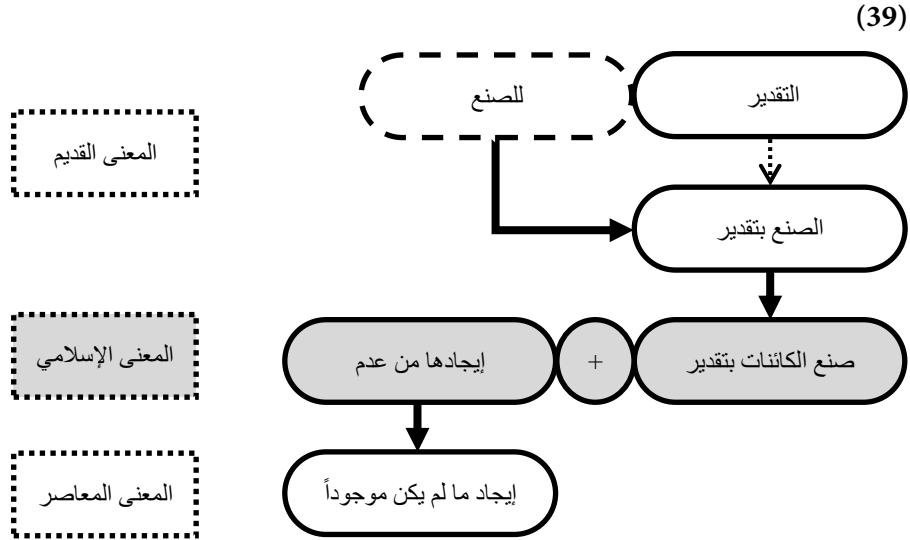 (39)
التقدير
للصنع
المعنى القديم
الصنع بتقدير
صنع الكائنات بتقدير
+
إيجادها من عدم
المعنى الإسلامي
إيجاد ما لم يكن موجوداً
المعنى المعاصر